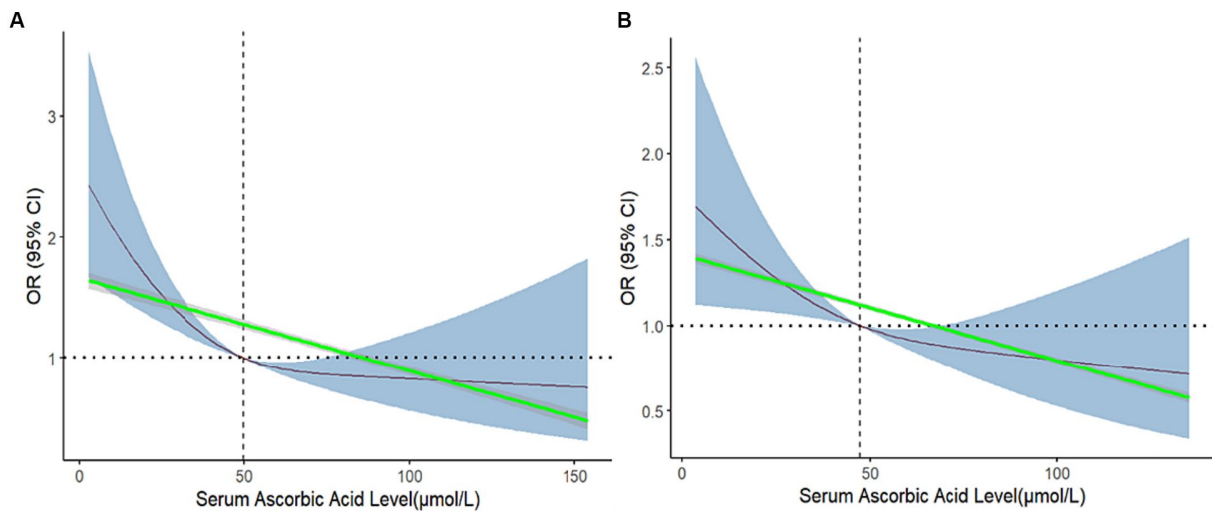 A
3
2
1
OR (95% CI)
0
50
100
150
Serum Ascorbic Acid Level(μmol/L)
B
2.5
2.0
1.5
1.0
0.5
OR (95% CI)
0
50
100
Serum Ascorbic Acid Level(μmol/L)